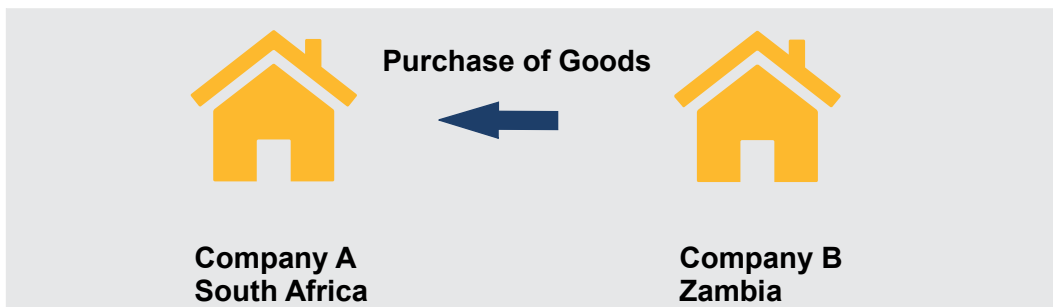 Purchase of Goods
Company A
South Africa
Company B
Zambia